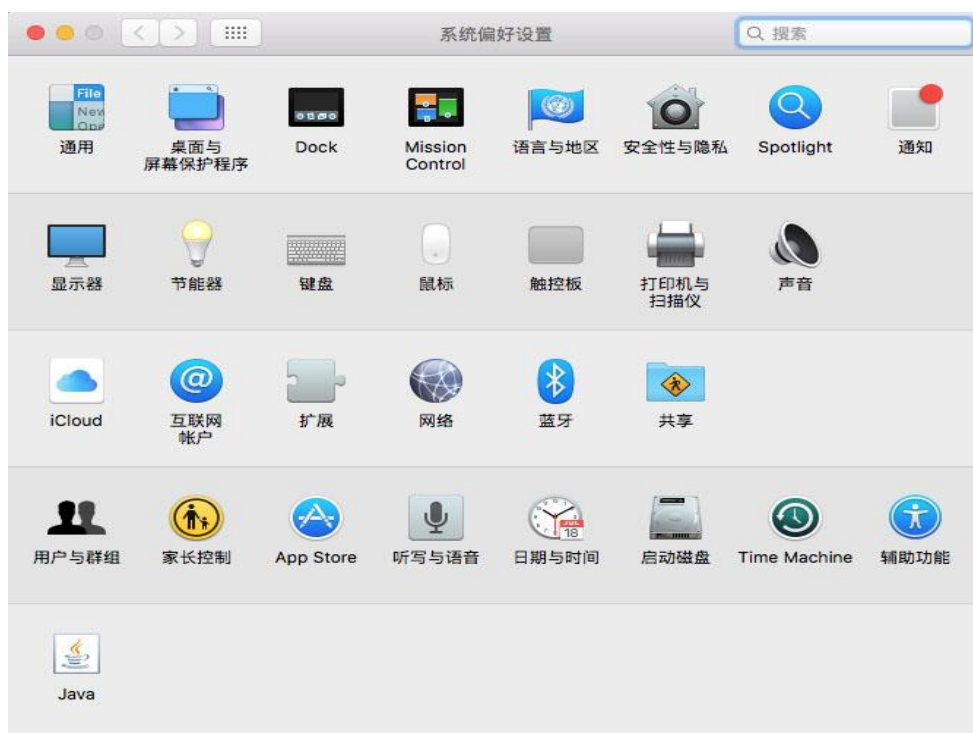 系统偏好设置
搜索
File
New
Ope
通用
桌面与
屏幕保护程序
Dock
Mission
Control
语言与地区
安全性与隐私
Spotlight
通知
显示器
节能器
键盘
鼠标
触控板
打印机与
扫描仪
声音
iCloud
互联网
帐户
扩展
网络
蓝牙
共享
用户与群组
家长控制
App Store
听写与语音
JUL
18
日期与时间
启动磁盘
Time Machine
辅助功能
Java